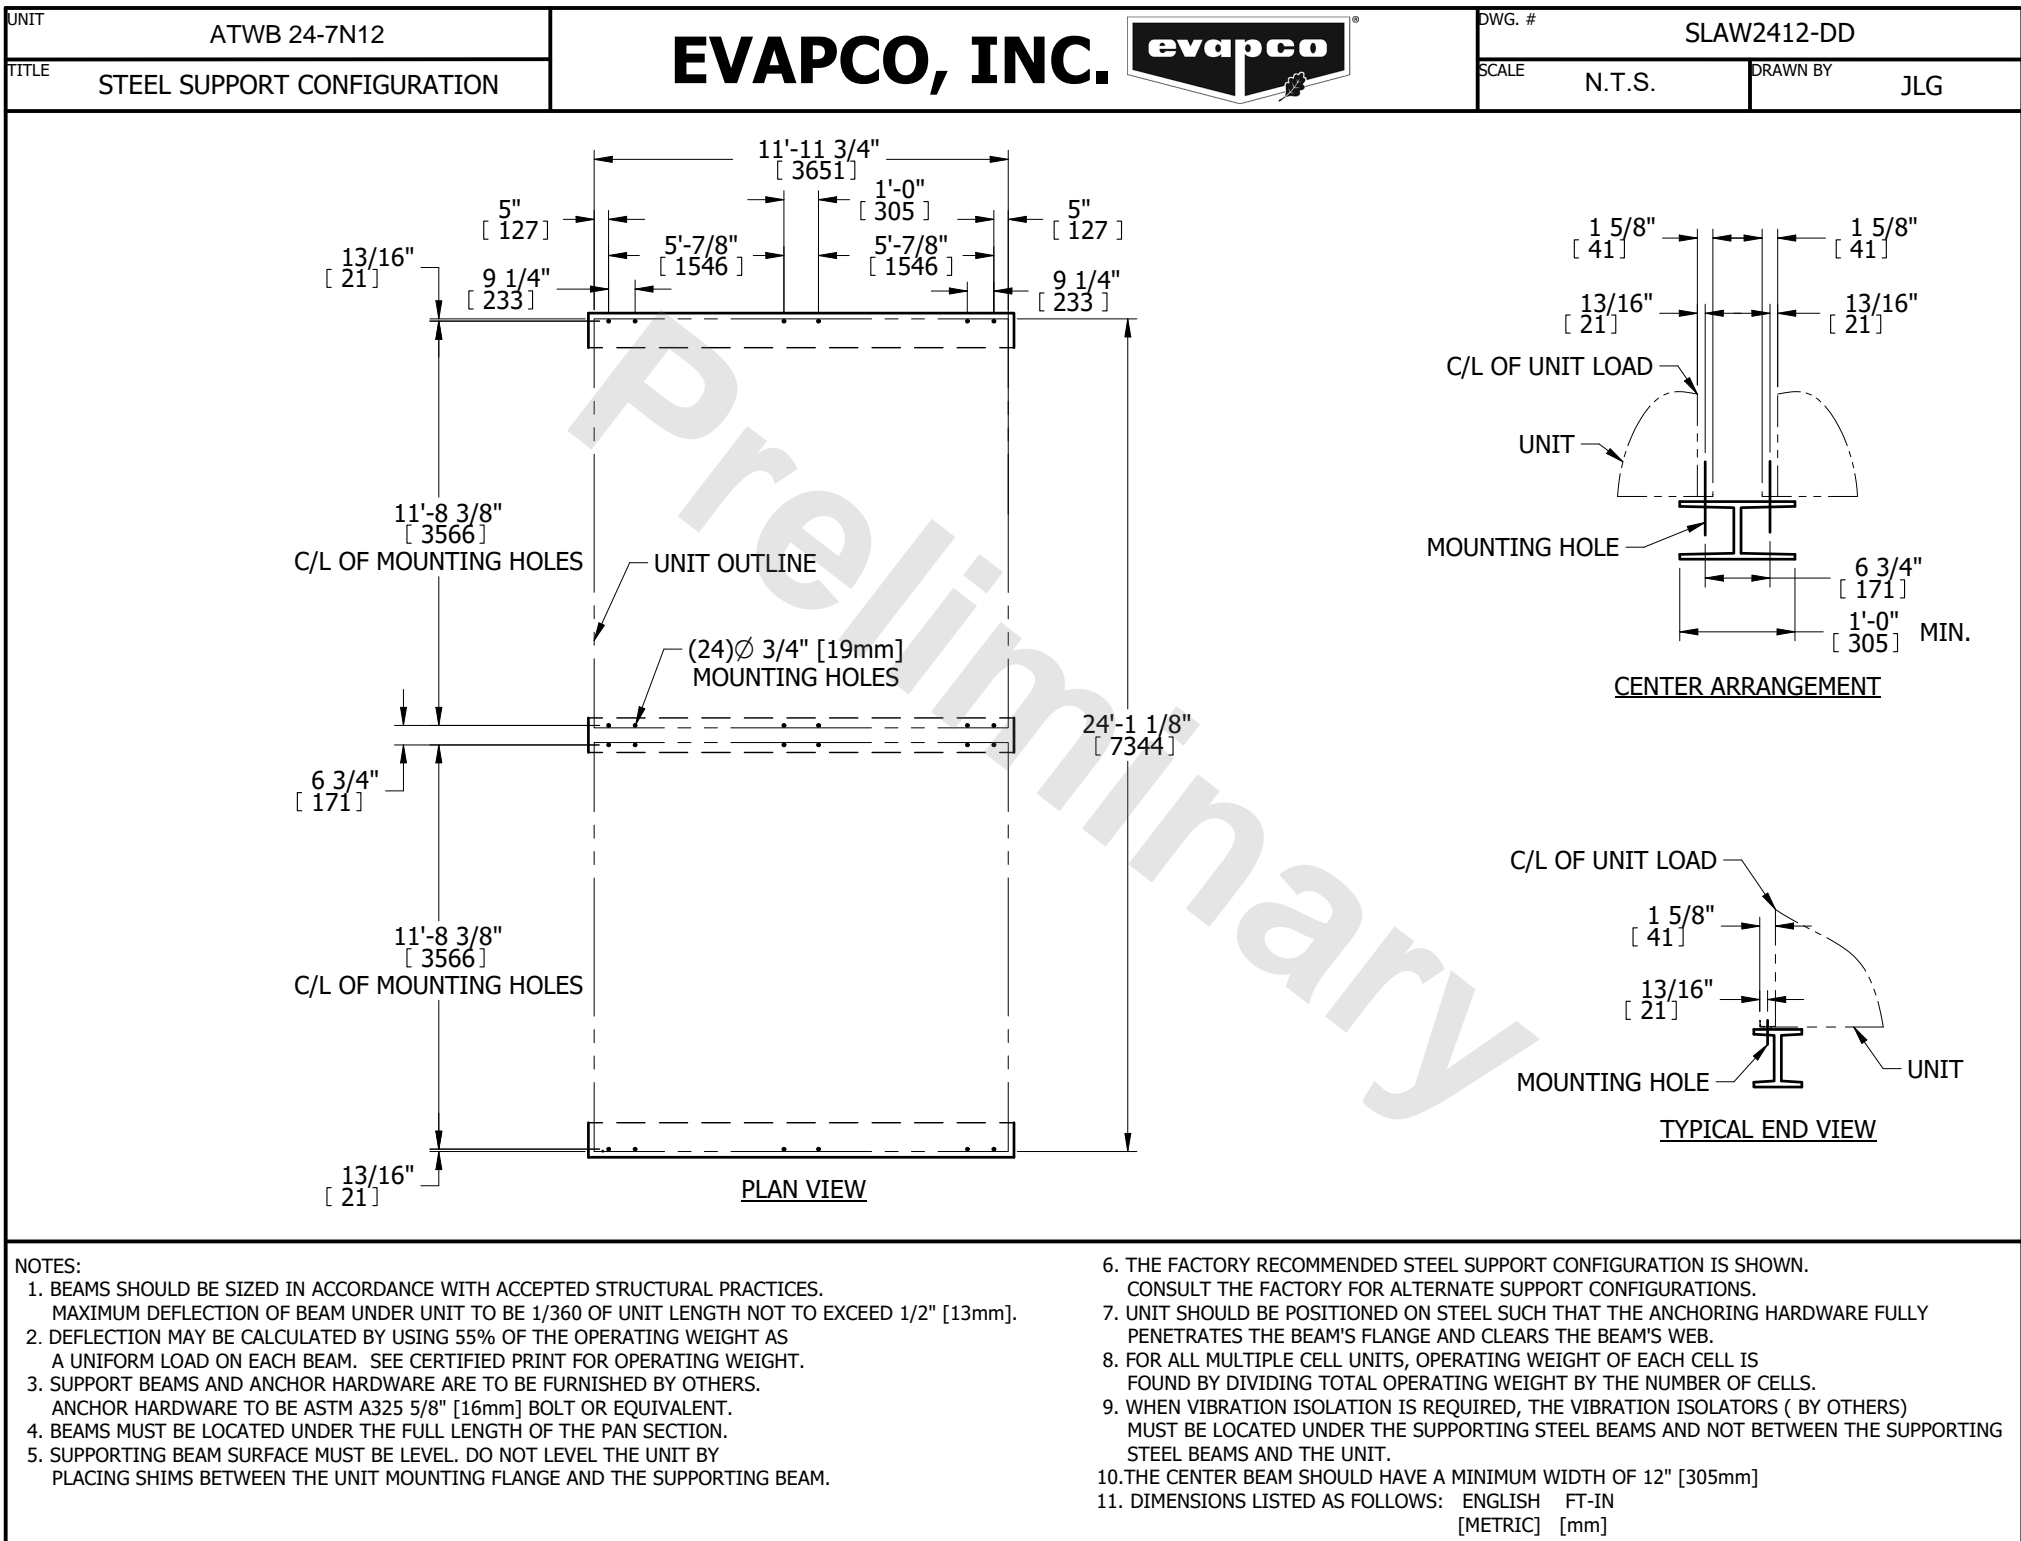 UNIT
ATWB 24-7N12
TITLE
STEEL SUPPORT CONFIGURATION
EVAPCO, INC.
evapco
®
DWG. #
SLAW2412-DD
SCALE
N.T.S.
DRAWN BY
JLG
11'-11 3/4"
[ 3651]
1'-0"
[ 305 ]
5"
[ 127]
5"
[ 127 ]
5'-7/8"
[ 1546 ]
5'-7/8"
[ 1546 ]
13/16"
[ 21]
9 1/4"
[ 233]
9 1/4"
[ 233 ]
11'-8 3/8"
[ 3566]
C/L OF MOUNTING HOLES
UNIT OUTLINE
(24)Ø 3/4" [19mm]
MOUNTING HOLES
24'-1 1/8"
[ 7344]
6 3/4"
[ 171]
11'-8 3/8"
[ 3566]
C/L OF MOUNTING HOLES
13/16"
[ 21]
PLAN VIEW
Preliminary
1 5/8"
[ 41]
1 5/8"
[ 41]
13/16"
[ 21]
13/16"
[ 21]
C/L OF UNIT LOAD
UNIT
MOUNTING HOLE
6 3/4"
[ 171]
1'-0"
[ 305] MIN.
CENTER ARRANGEMENT
C/L OF UNIT LOAD
1 5/8"
[ 41]
13/16"
[ 21]
MOUNTING HOLE
UNIT
TYPICAL END VIEW
NOTES:
1. BEAMS SHOULD BE SIZED IN ACCORDANCE WITH ACCEPTED STRUCTURAL PRACTICES.
MAXIMUM DEFLECTION OF BEAM UNDER UNIT TO BE 1/360 OF UNIT LENGTH NOT TO EXCEED 1/2" [13mm].
2. DEFLECTION MAY BE CALCULATED BY USING 55% OF THE OPERATING WEIGHT AS
A UNIFORM LOAD ON EACH BEAM. SEE CERTIFIED PRINT FOR OPERATING WEIGHT.
3. SUPPORT BEAMS AND ANCHOR HARDWARE ARE TO BE FURNISHED BY OTHERS.
ANCHOR HARDWARE TO BE ASTM A325 5/8" [16mm] BOLT OR EQUIVALENT.
4. BEAMS MUST BE LOCATED UNDER THE FULL LENGTH OF THE PAN SECTION.
5. SUPPORTING BEAM SURFACE MUST BE LEVEL. DO NOT LEVEL THE UNIT BY
PLACING SHIMS BETWEEN THE UNIT MOUNTING FLANGE AND THE SUPPORTING BEAM.
6. THE FACTORY RECOMMENDED STEEL SUPPORT CONFIGURATION IS SHOWN.
CONSULT THE FACTORY FOR ALTERNATE SUPPORT CONFIGURATIONS.
7. UNIT SHOULD BE POSITIONED ON STEEL SUCH THAT THE ANCHORING HARDWARE FULLY
PENETRATES THE BEAM'S FLANGE AND CLEARS THE BEAM'S WEB.
8. FOR ALL MULTIPLE CELL UNITS, OPERATING WEIGHT OF EACH CELL IS
FOUND BY DIVIDING TOTAL OPERATING WEIGHT BY THE NUMBER OF CELLS.
9. WHEN VIBRATION ISOLATION IS REQUIRED, THE VIBRATION ISOLATORS ( BY OTHERS)
MUST BE LOCATED UNDER THE SUPPORTING STEEL BEAMS AND NOT BETWEEN THE SUPPORTING
STEEL BEAMS AND THE UNIT.
10.THE CENTER BEAM SHOULD HAVE A MINIMUM WIDTH OF 12" [305mm]
11. DIMENSIONS LISTED AS FOLLOWS: ENGLISH FT-IN
[METRIC] [mm]